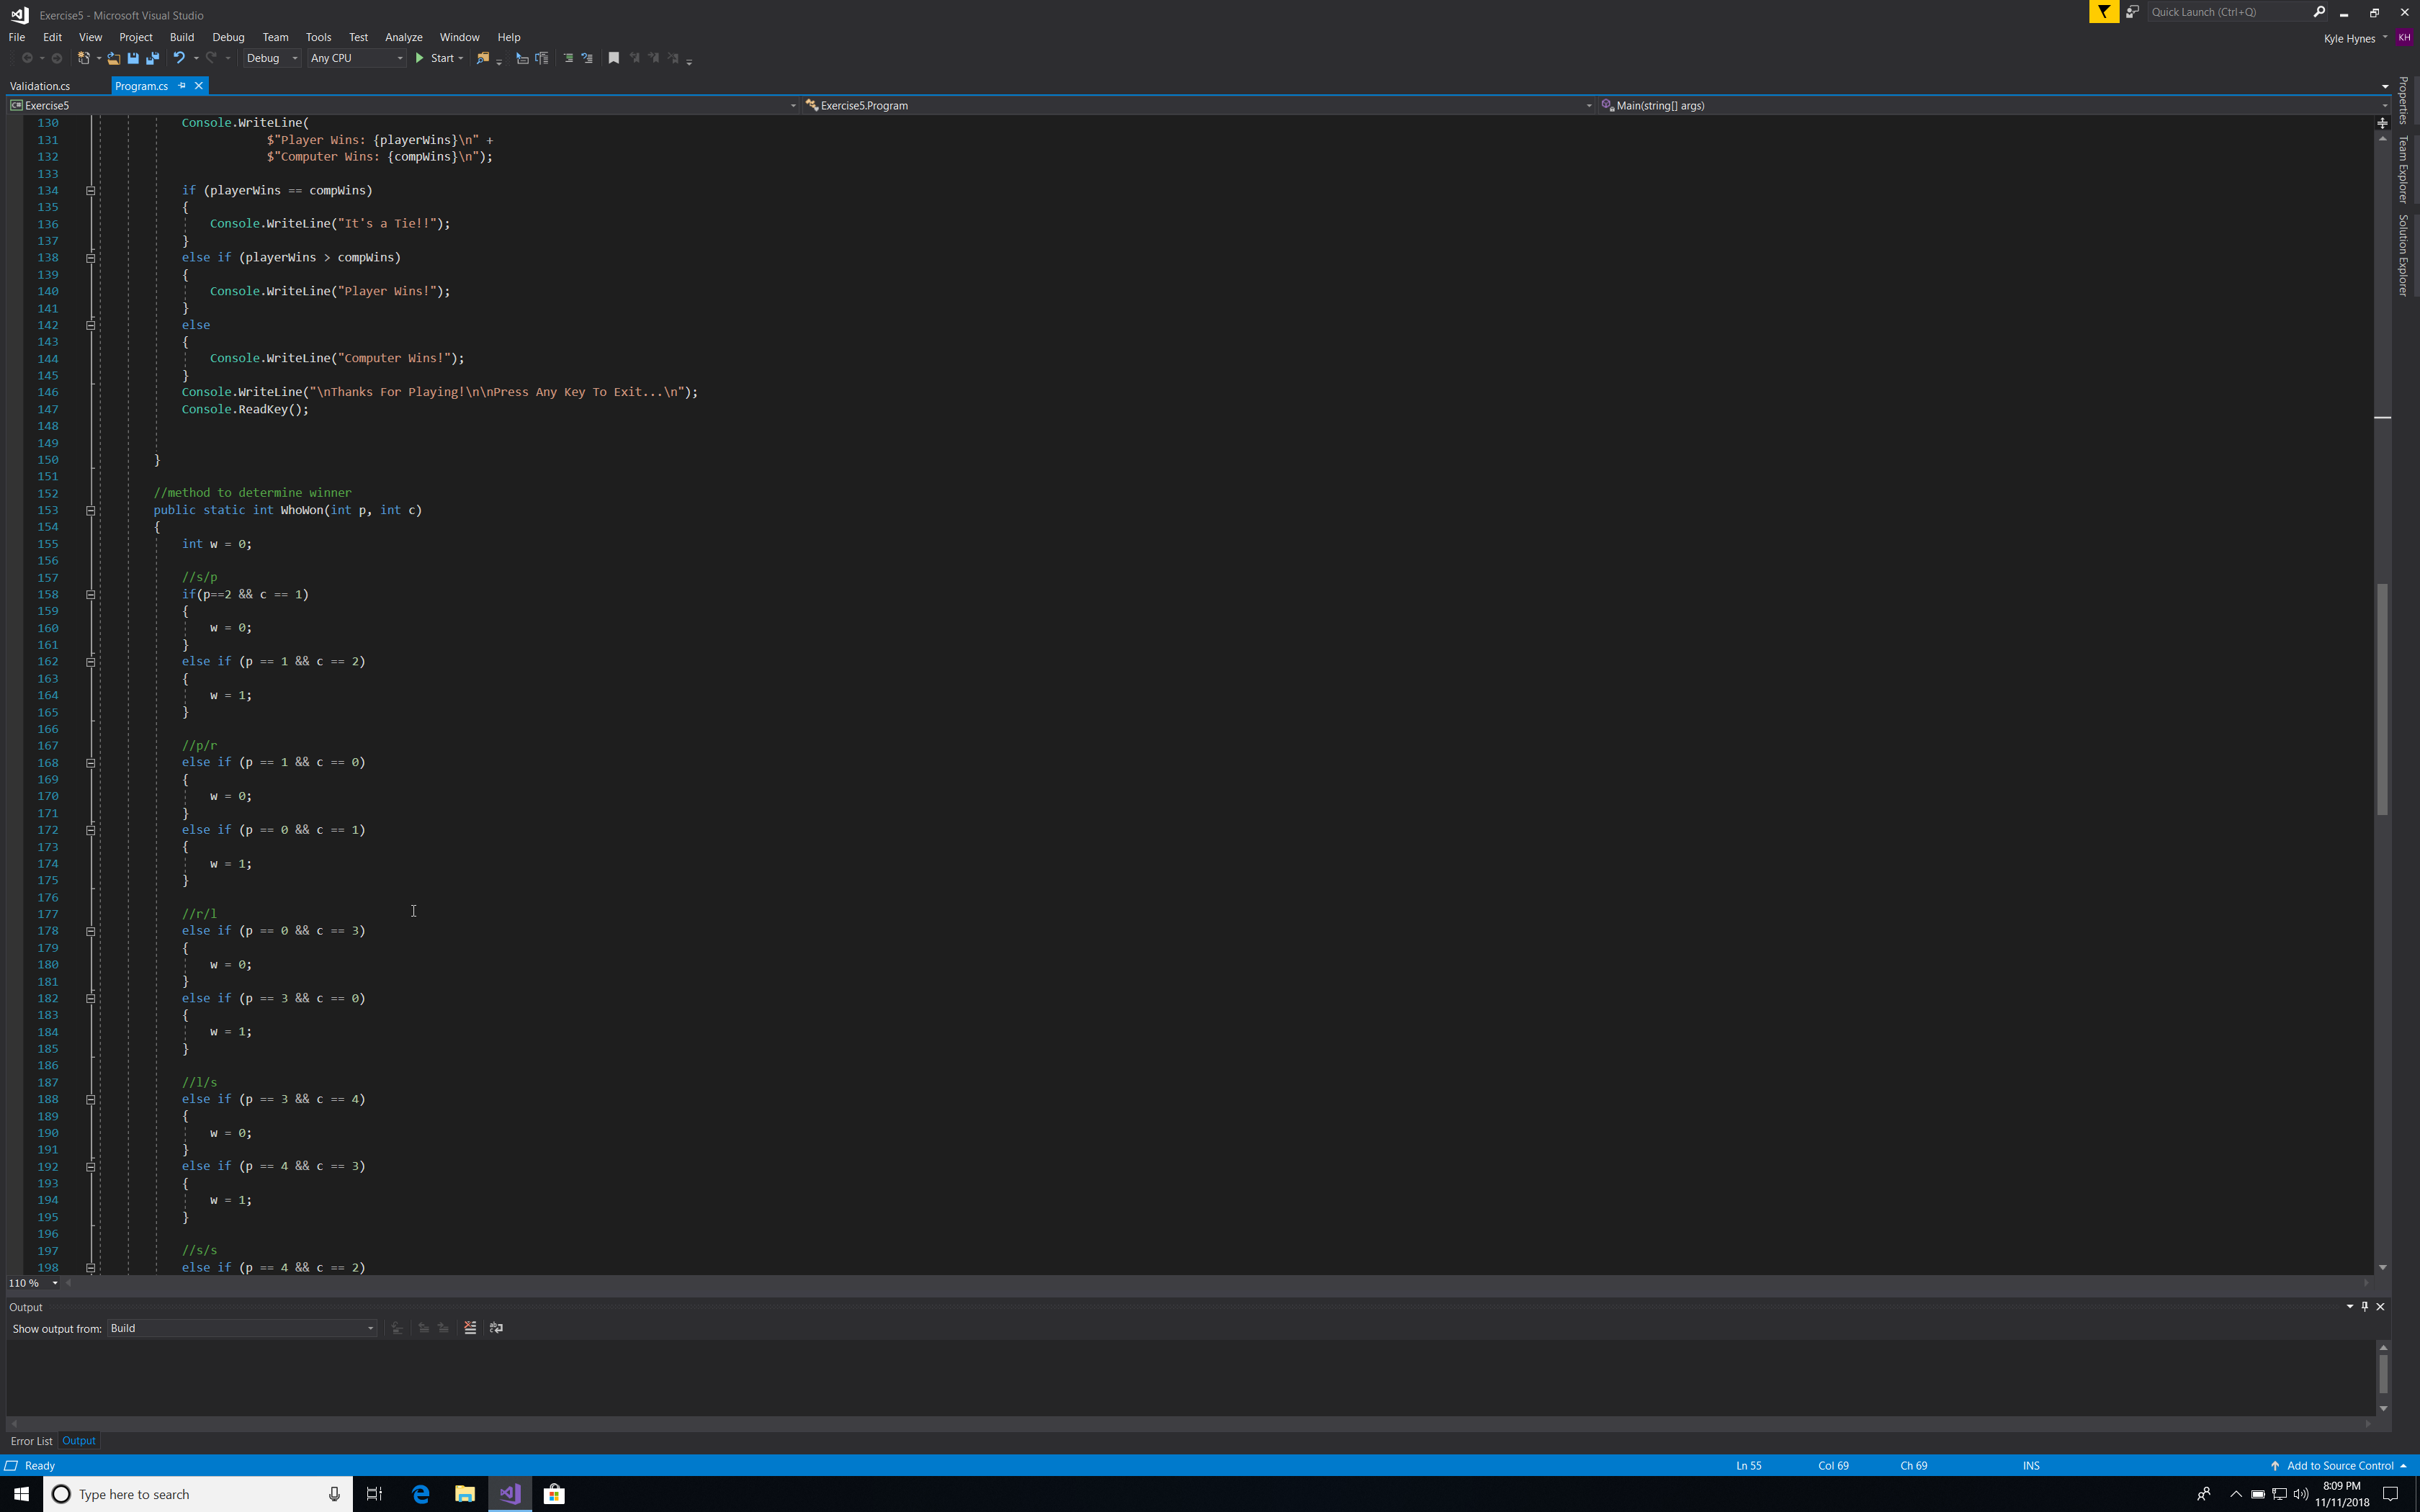 Exercise5 - Microsoft Visual Studio
Quick Launch (Ctrl+Q)
File Edit View Project Build Debug Team Tools Test Analyze Window Help
Kyle Hynes KH
Debug Any CPU Start
Validation.cs Program.cs
C# Exercise5 Exercise5.Program Main(string[] args)
Properties
Team Explorer
Solution Explorer
130 Console.WriteLine(
131 $"Player Wins: {playerWins}\n" +
132 $"Computer Wins: {compWins}\n");
133
134 if (playerWins == compWins)
135 {
136 Console.WriteLine("It's a Tie!!");
137 }
138 else if (playerWins > compWins)
139 {
140 Console.WriteLine("Player Wins!");
141 }
142 else
143 {
144 Console.WriteLine("Computer Wins!");
145 }
146 Console.WriteLine("\nThanks For Playing!\n\nPress Any Key To Exit...\n");
147 Console.ReadKey();
148
149
150 }
151
152 //method to determine winner
153 public static int WhoWon(int p, int c)
154 {
155 int w = 0;
156
157 //s/p
158 if(p==2 && c == 1)
159 {
160 w = 0;
161 }
162 else if (p == 1 && c == 2)
163 {
164 w = 1;
165 }
166
167 //p/r
168 else if (p == 1 && c == 0)
169 {
170 w = 0;
171 }
172 else if (p == 0 && c == 1)
173 {
174 w = 1;
175 }
176
177 //r/l
178 else if (p == 0 && c == 3)
179 {
180 w = 0;
181 }
182 else if (p == 3 && c == 0)
183 {
184 w = 1;
185 }
186
187 //l/s
188 else if (p == 3 && c == 4)
189 {
190 w = 0;
191 }
192 else if (p == 4 && c == 3)
193 {
194 w = 1;
195 }
196
197 //s/s
198 else if (p == 4 && c == 2)
110 %
Output
Show output from: Build
Error List Output
Ready Ln 55 Col 69 Ch 69 INS Add to Source Control
Type here to search
8:09 PM
11/11/2018